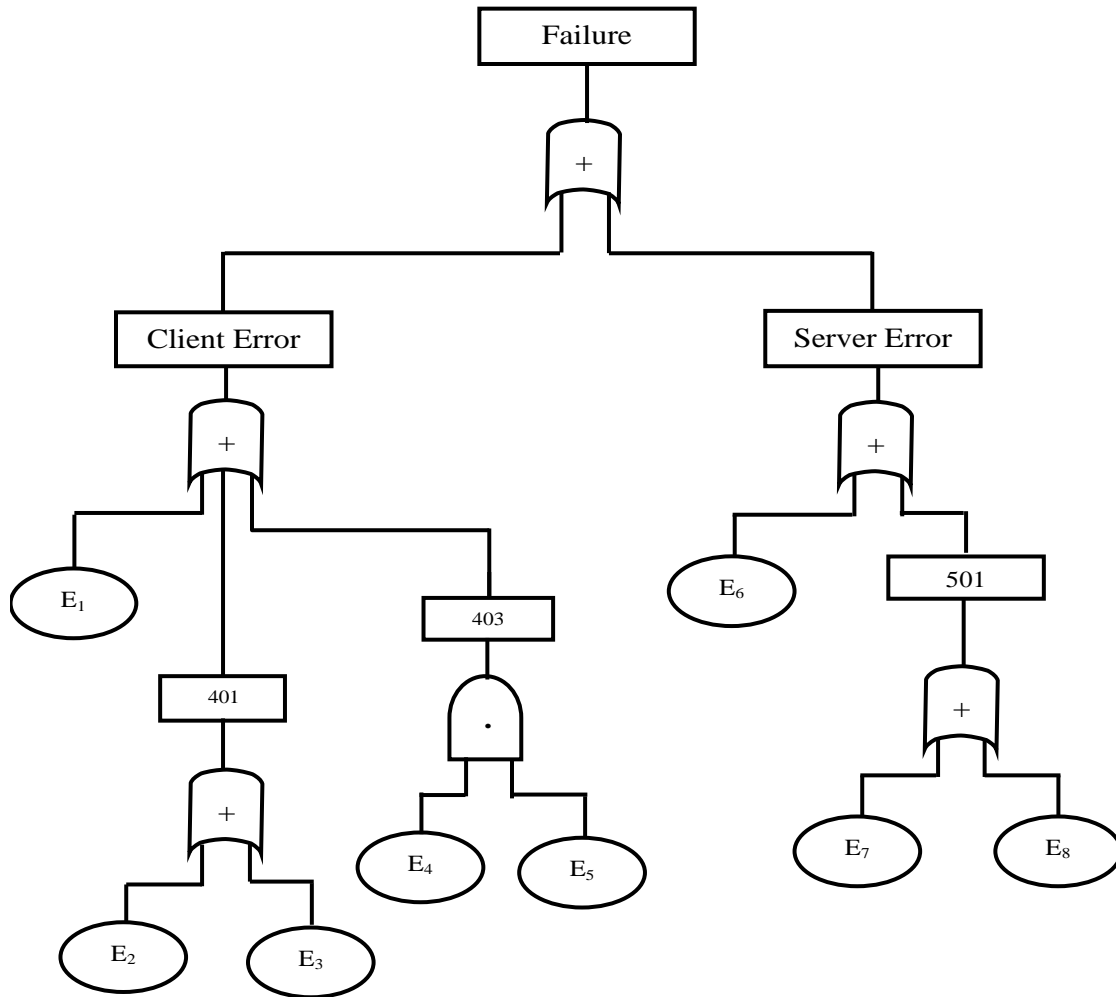 Failure
+
Client Error
Server Error
+
+
E₁
E₆
501
403
401
+
·
+
E₄
E₅
E₇
E₈
E₂
E₃